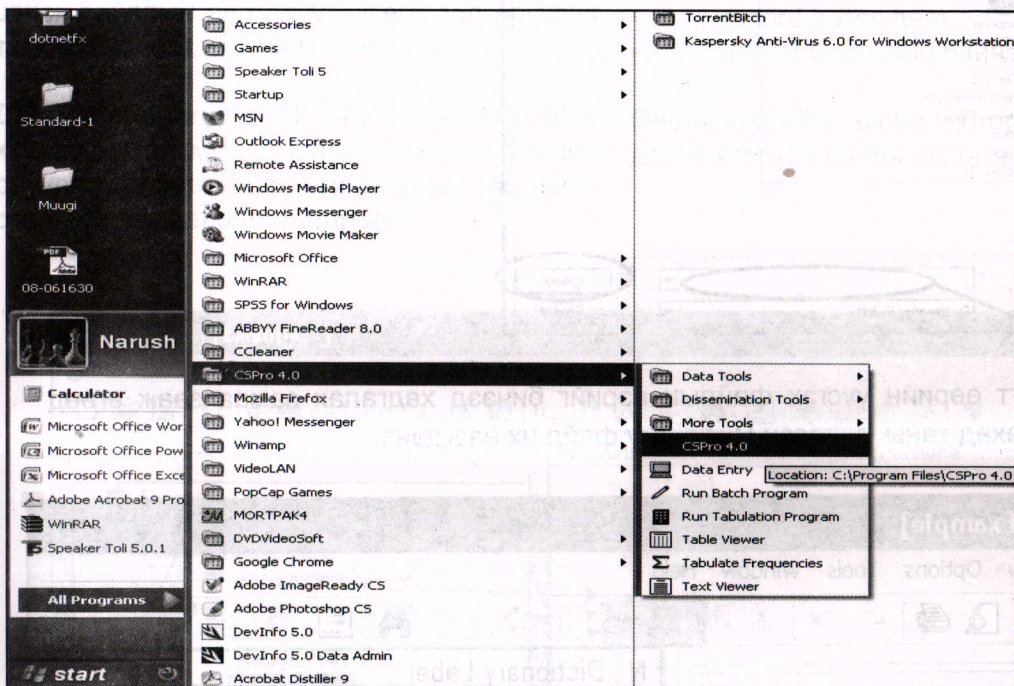 dotnetfx
Standard-1
Muugi
08-061630
Narush
Calculator
Microsoft Office Wor
Microsoft Office Pow
Microsoft Office Exce
Adobe Acrobat 9 Pro
WinRAR
Speaker Toli 5.0.1
All Programs
start
Accessories
Games
Speaker Toli 5
Startup
MSN
Outlook Express
Remote Assistance
Windows Media Player
Windows Messenger
Windows Movie Maker
Microsoft Office
WinRAR
SPSS for Windows
ABBYY FineReader 8.0
CCleaner
CSPro 4.0
Mozilla Firefox
Yahoo! Messenger
Winamp
VideoLAN
PopCap Games
MORTPAK4
DVDVideoSoft
Google Chrome
Adobe ImageReady CS
Adobe Photoshop CS
DevInfo 5.0
DevInfo 5.0 Data Admin
Acrobat Distiller 9
TorrentBitch
Kaspersky Anti-Virus 6.0 for Windows Workstation
Data Tools
Dissemination Tools
More Tools
CSPro 4.0
Data Entry
Location: C:\Program Files\CSPro 4.0
Run Batch Program
Run Tabulation Program
Table Viewer
Tabulate Frequencies
Text Viewer